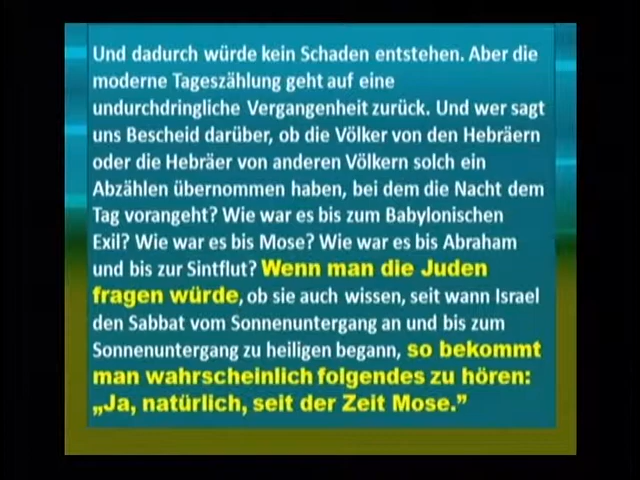 Und dadurch würde kein Schaden entstehen. Aber die
moderne Tageszählung geht auf eine
undurchdringliche Vergangenheit zurück. Und wer sagt
uns Bescheid darüber, ob die Völker von den Hebräern
oder die Hebräer von anderen Völkern solch ein
Abzählen übernommen haben, bei dem die Nacht dem
Tag vorangeht? Wie war es bis zum Babylonischen
Exil? Wie war es bis Mose? Wie war es bis Abraham
und bis zur Sintflut? Wenn man die Juden
fragen würde, ob sie auch wissen, seit wann Israel
den Sabbat vom Sonnenuntergang an und bis zum
Sonnenuntergang zu heiligen begann, so bekommt
man wahrscheinlich folgendes zu hören:
„Ja, natürlich, seit der Zeit Mose.”